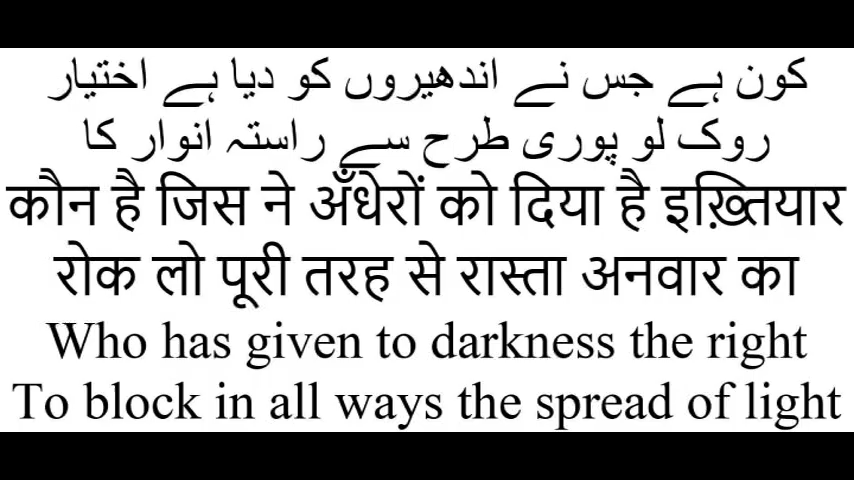 کون ہے جس نے اندھیروں کو دیا ہے اختیار
روک لو پوری طرح سے راستہ انوار کا
कौन है जिस ने अँधेरों को दिया है इख़्तियार
रोक लो पूरी तरह से रास्ता अनवार का
Who has given to darkness the right
To block in all ways the spread of light